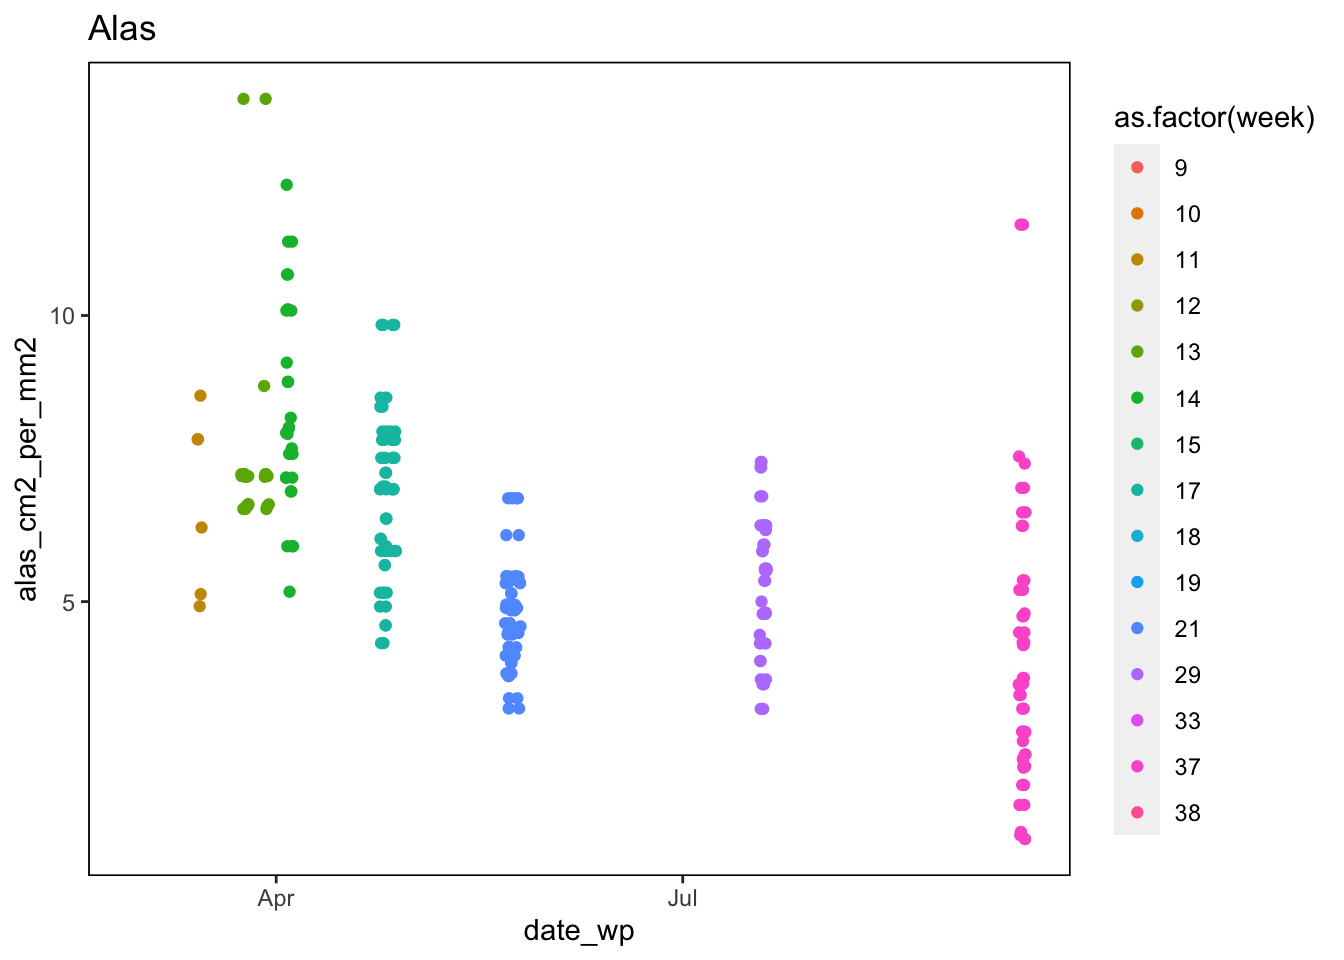 Alas
alas_cm2_per_mm2
10
5
Apr
Jul
date_wp
as.factor(week)
9
10
11
12
13
14
15
17
18
19
21
29
33
37
38